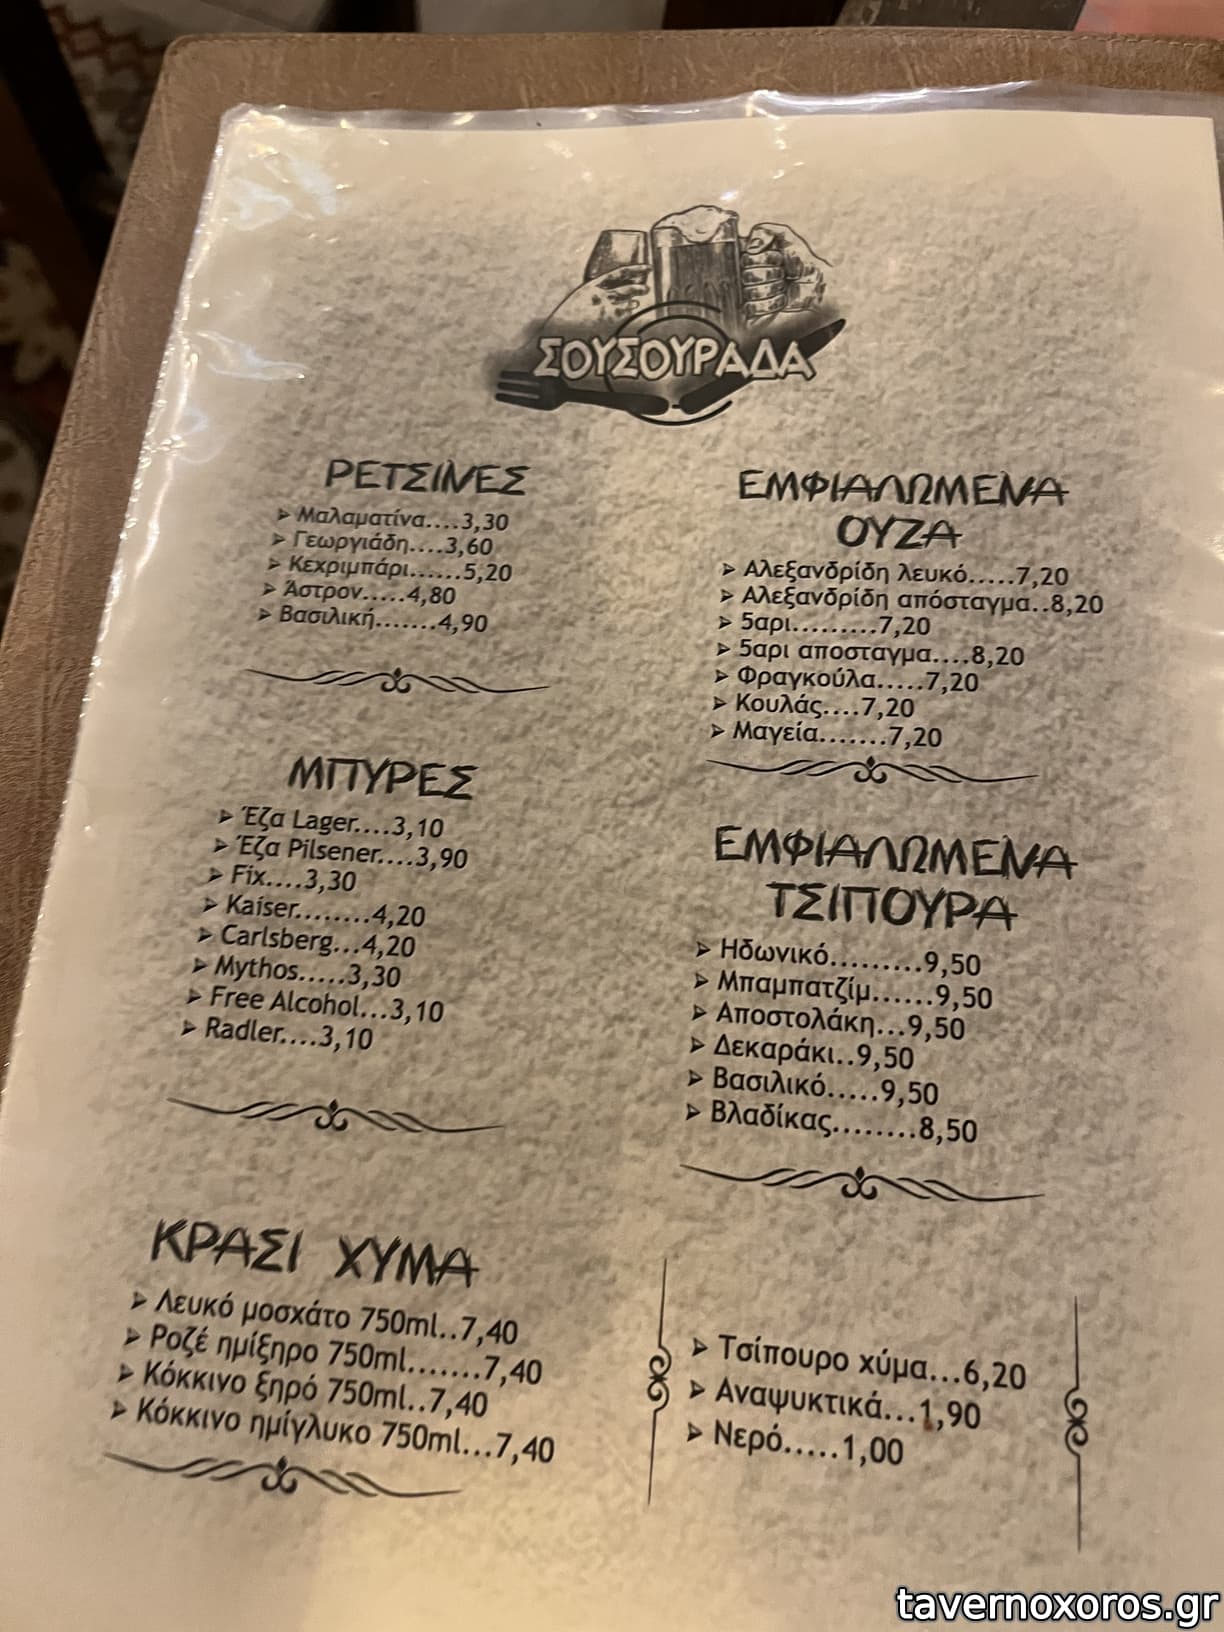 ΣΟΥΣΟΥΡΑΔΑ
ΡΕΤΣΙΝΕΣ
Μαλαματίνα....3,30
Γεωργιάδη....3,60
Κεχριμπάρι......5,20
Άστρον.....4,80
Βασιλική.......4,90
ΜΠΥΡΕΣ
Έζα Lager....3,10
Έζα Pilsener....3,90
Fix....3,30
Kaiser........4,20
Carlsberg...4,20
Mythos.....3,30
Free Alcohol...3,10
Radler....3,10
ΚΡΑΣΙ ΧΥΜΑ
Λευκό μοσχάτο 750ml..7,40
Ροζέ ημίξηρο 750ml.......7,40
Κόκκινο ξηρό 750ml..7,40
Κόκκινο ημίγλυκο 750ml...7,40
ΕΜΦΙΑΛΩΜΕΝΑ
ΟΥΖΑ
Αλεξανδρίδη λευκό.....7,20
Αλεξανδρίδη απόσταγμα..8,20
5αρι.........7,20
5αρι αποσταγμα....8,20
Φραγκούλα.....7,20
Κουλάς....7,20
Μαγεία.......7,20
ΕΜΦΙΑΛΩΜΕΝΑ
ΤΣΙΠΟΥΡΑ
Ηδωνικό.........9,50
Μπαμπατζίμ......9,50
Αποστολάκη...9,50
Δεκαράκι..9,50
Βασιλικό.....9,50
Βλαδίκας........8,50
Τσίπουρο χύμα...6,20
Αναψυκτικά...1,90
Νερό.....1,00
tavernoxoros.gr